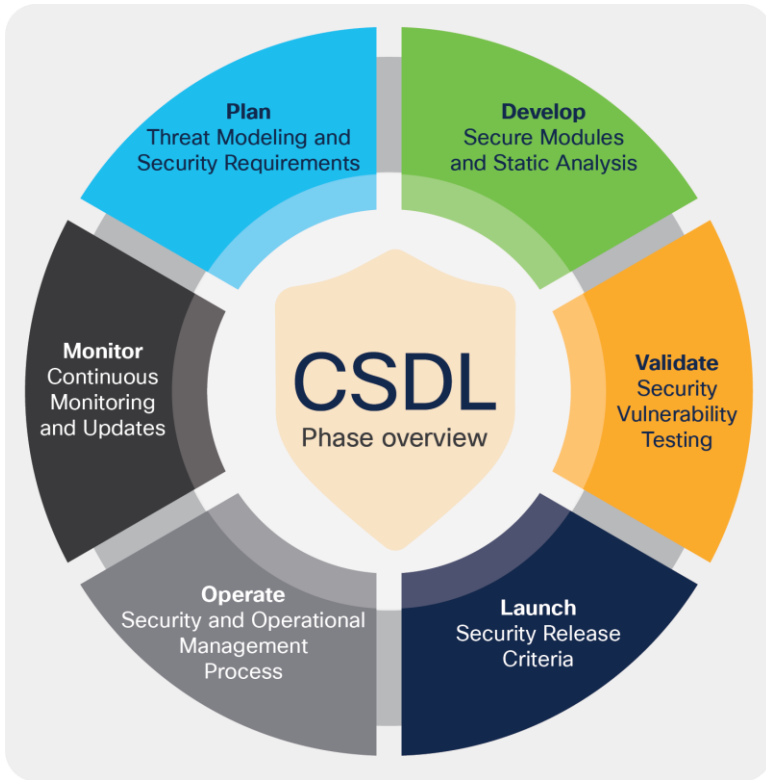 Plan
Threat Modeling and
Security Requirements
Develop
Secure Modules
and Static Analysis
Validate
Security
Vulnerability
Testing
Launch
Security Release
Criteria
Operate
Security and Operational
Management
Process
Monitor
Continuous
Monitoring
and Updates
CSDL
Phase overview